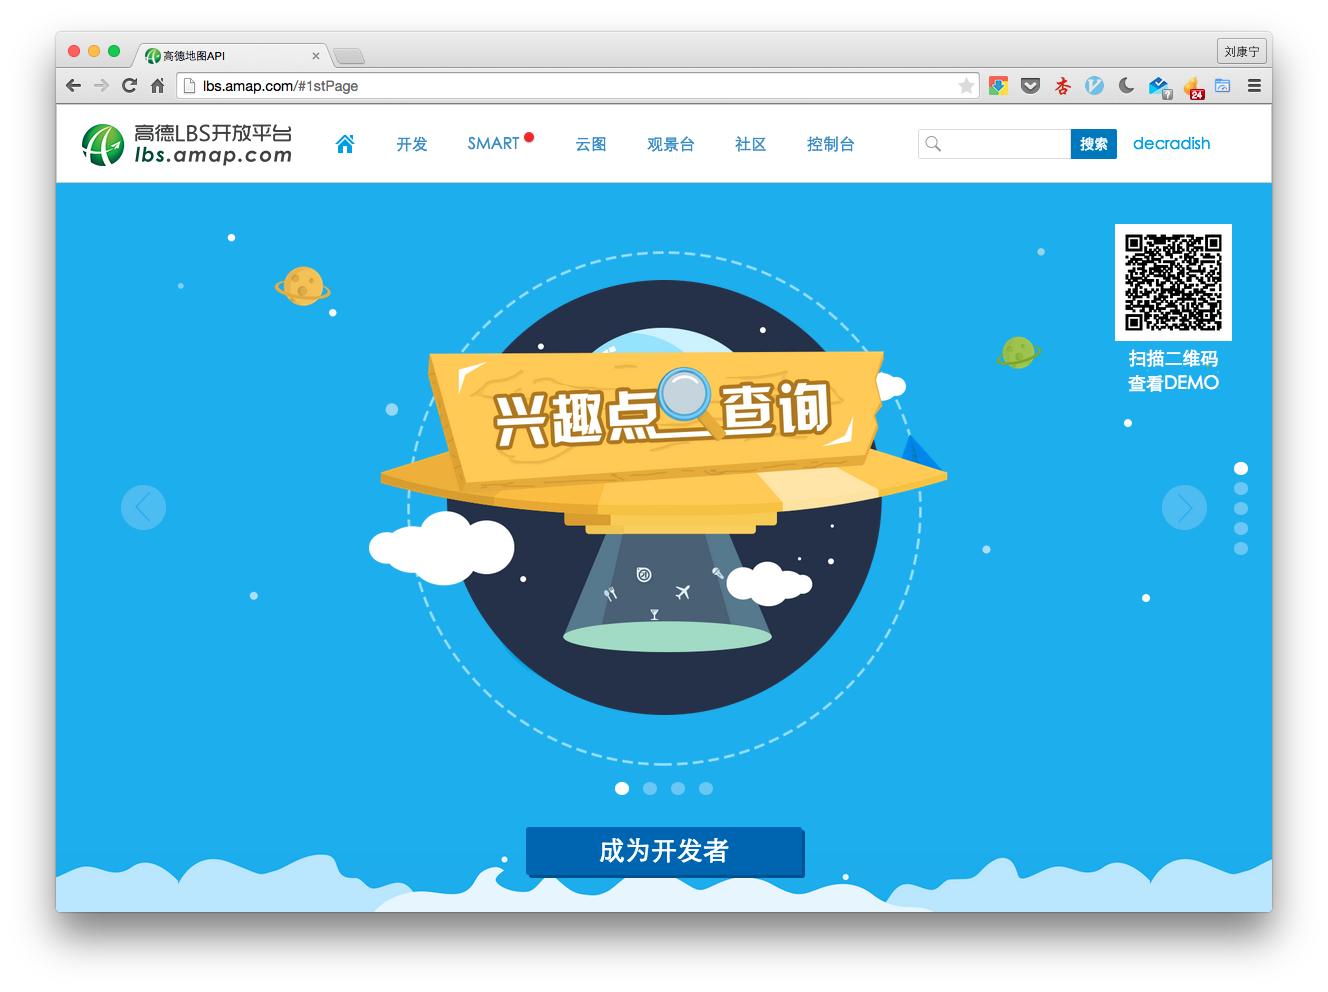 高德地图API
刘康宁
lbs.amap.com/#1stPage
24
?
高德LBS开放平台
lbs.amap.com
开发
SMART
云图
观景台
社区
控制台
搜索
decradish
扫描二维码
查看DEMO
兴趣点查询
成为开发者